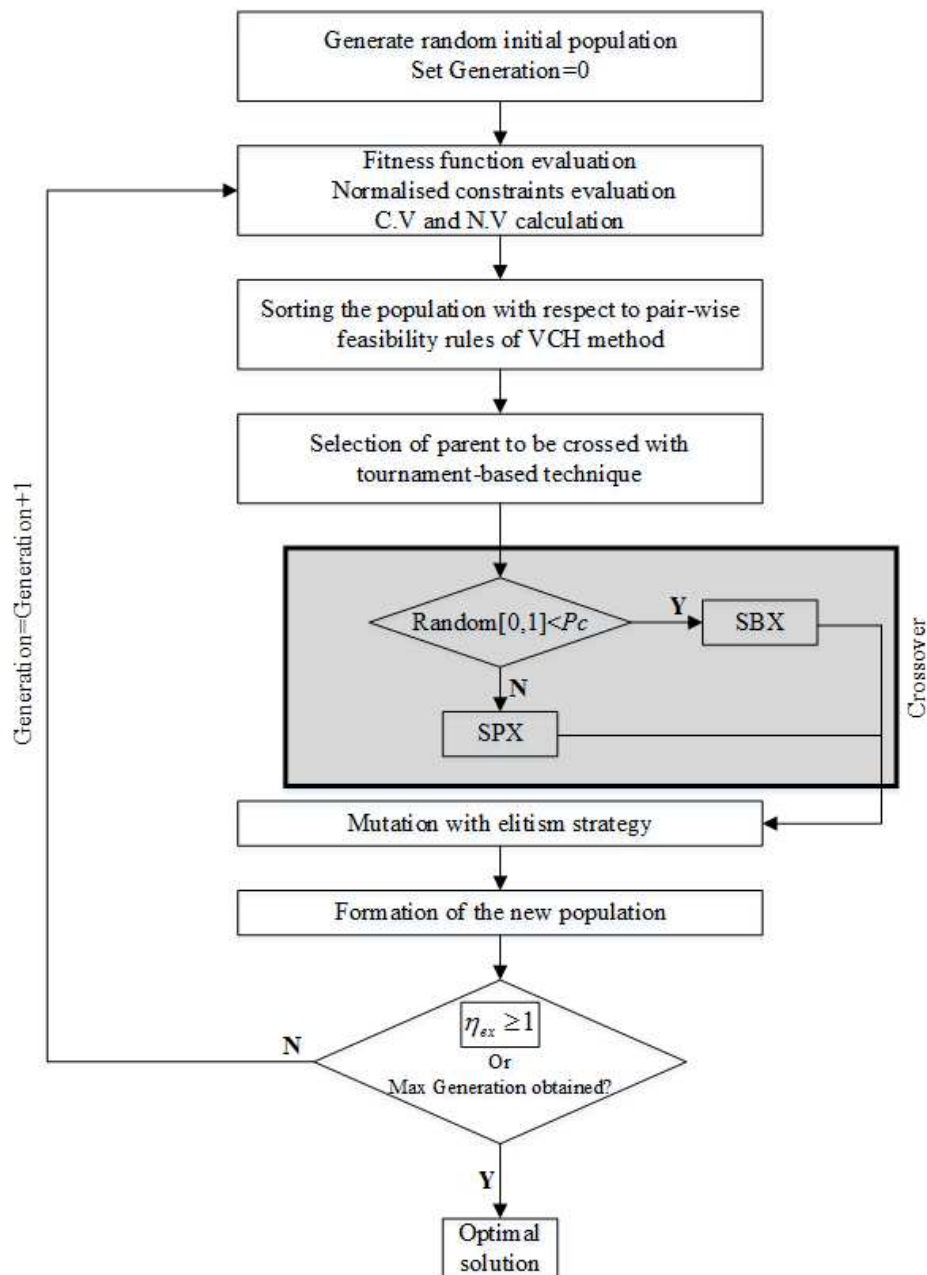 Generate random initial population
Set Generation=0
Fitness function evaluation
Normalised constraints evaluation
C.V and N.V calculation
Sorting the population with respect to pair-wise
feasibility rules of VCH method
Selection of parent to be crossed with
tournament-based technique
Random[0,1]<Pc
Y
SBX
N
SPX
Crossover
Mutation with elitism strategy
Formation of the new population
η_ex ≥1
Or
Max Generation obtained?
N
Generation=Generation+1
Y
Optimal
solution